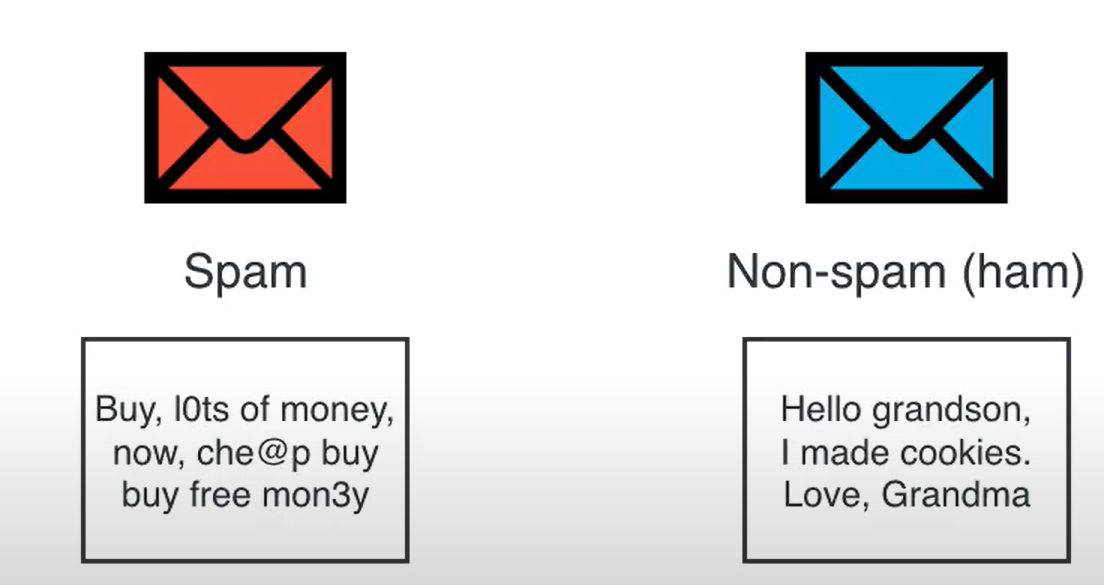 Spam
Buy, l0ts of money,
now, che@p buy
buy free mon3y
Non-spam (ham)
Hello grandson,
I made cookies.
Love, Grandma